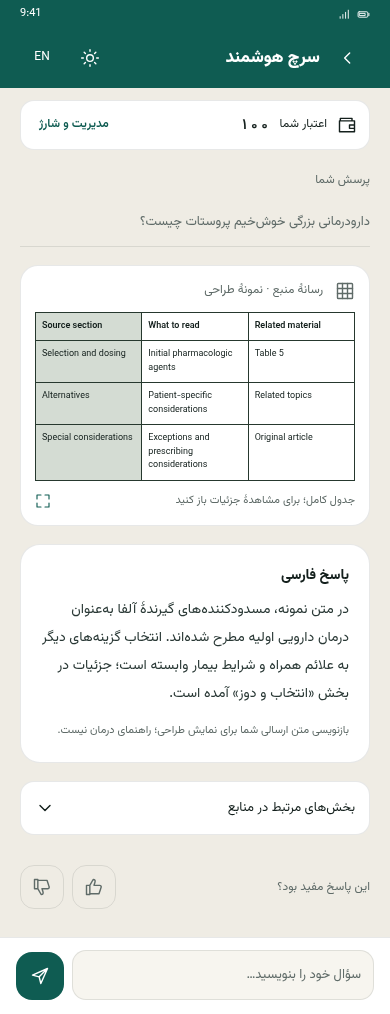 9:41
سرچ هوشمند
EN
اعتبار شما ۱۰۰
مدیریت و شارژ
پرسش شما
دارودرمانی بزرگی خوش‌خیم پروستات چیست؟
رسانهٔ منبع · نمونهٔ طراحی
Source section What to read Related material
Selection and dosing Initial pharmacologic agents Table 5
Alternatives Patient-specific considerations Related topics
Special considerations Exceptions and prescribing considerations Original article
جدول کامل؛ برای مشاهدهٔ جزئیات باز کنید
پاسخ فارسی
در متن نمونه، مسدودکننده‌های گیرندهٔ آلفا به‌عنوان
درمان دارویی اولیه مطرح شده‌اند. انتخاب گزینه‌های دیگر
به علائم همراه و شرایط بیمار وابسته است؛ جزئیات در
بخش «انتخاب و دوز» آمده است.
بازنویسی متن ارسالی شما برای نمایش طراحی؛ راهنمای درمان نیست.
بخش‌های مرتبط در منابع
این پاسخ مفید بود؟
سؤال خود را بنویسید...